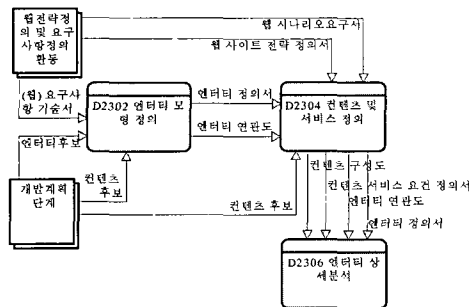 웹전략정
의 및 요구
사항정의
활동
웹 시나리오요구서
웹 사이트 전략 정의서
(웹) 요구사
항 기술서
엔터티후보
D2302 엔터티 모
형 정의
엔터티 정의서
엔터티 연관도
D2304 컨텐츠 및
서비스 정의
개발계획
단계
컨텐츠
후보
컨텐츠 후보
컨텐츠 구성도
컨텐츠 서비스 요건 정의서
엔터티 연관도
엔터티 정의서
D2306 엔터티 상
세분석